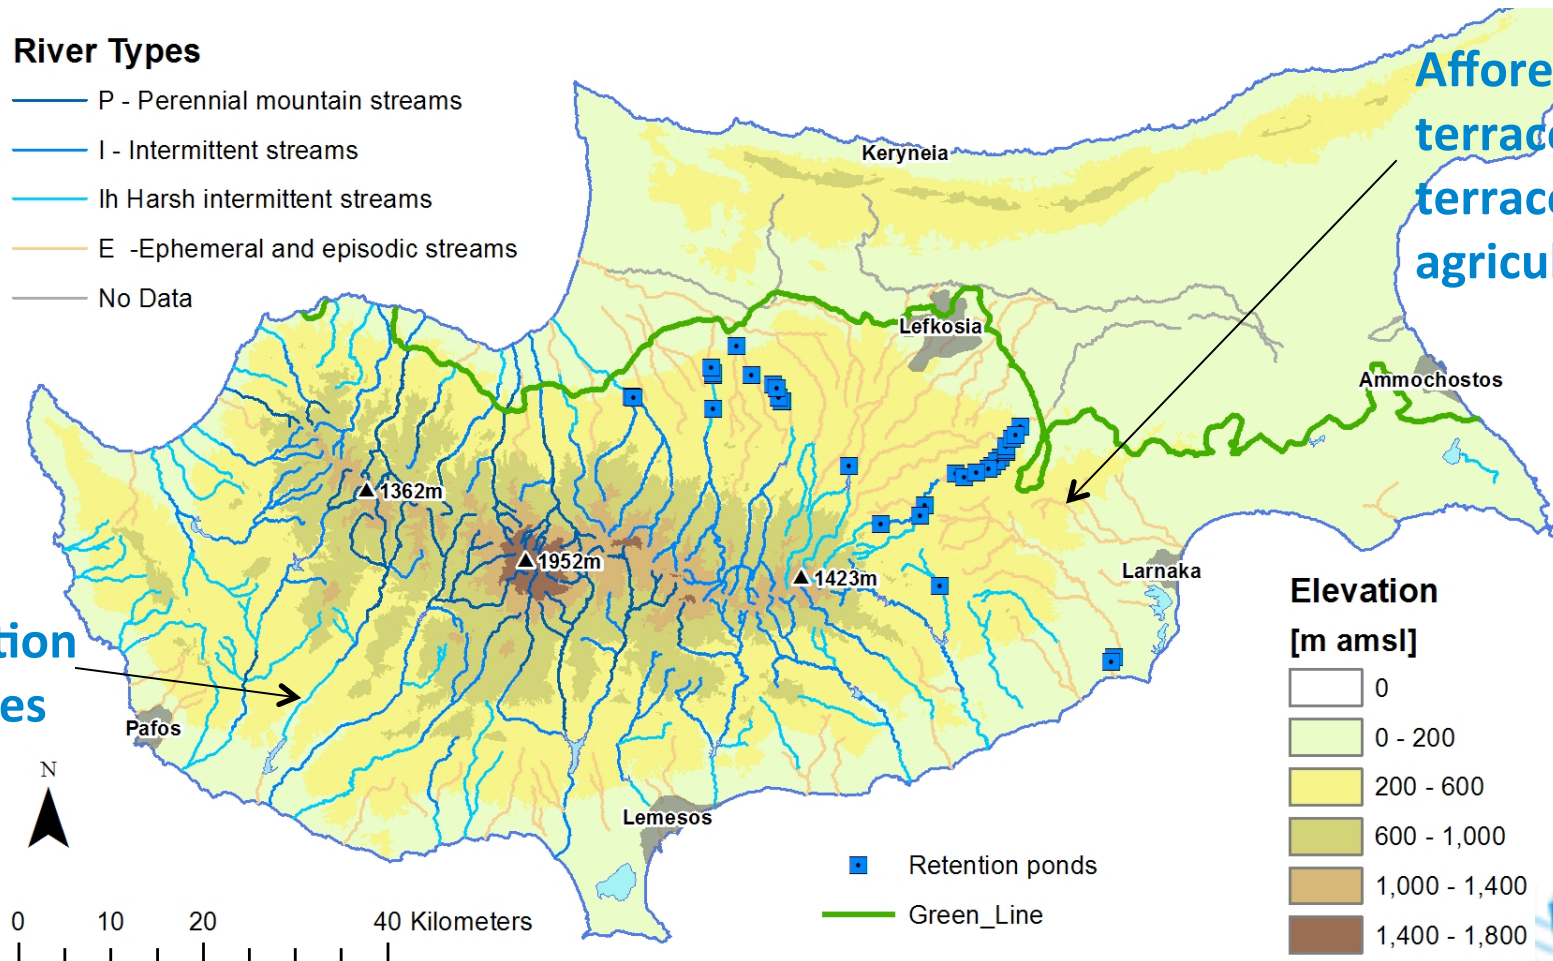 River Types
P - Perennial mountain streams
I - Intermittent streams
Ih Harsh intermittent streams
E -Ephemeral and episodic streams
No Data
Keryneia
Lefkosia
Ammochostos
1362m
1952m
1423m
Larnaka
Pafos
Lemesos
N
0 10 20 40 Kilometers
Retention ponds
Green_Line
Elevation
[m amsl]
0
0 - 200
200 - 600
600 - 1,000
1,000 - 1,400
1,400 - 1,800